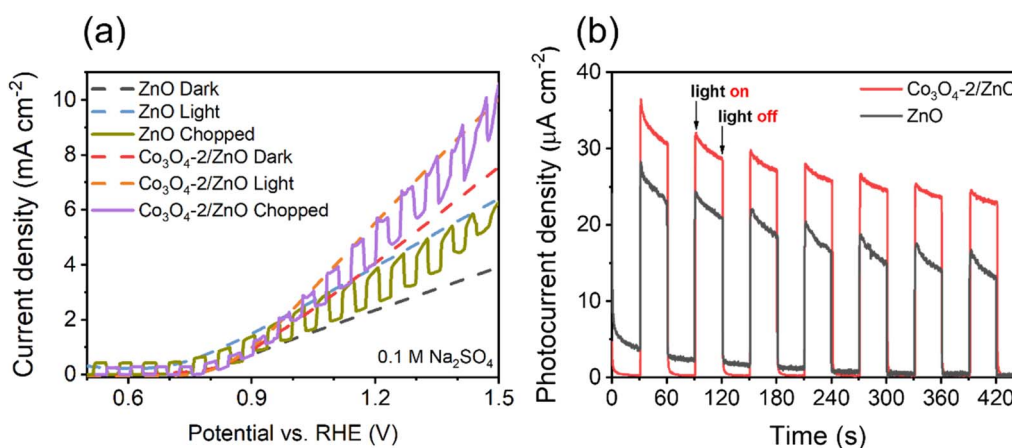 (a)
Current density (mA cm⁻²)
10
8
6
4
2
0
ZnO Dark
ZnO Light
ZnO Chopped
Co₃O₄-2/ZnO Dark
Co₃O₄-2/ZnO Light
Co₃O₄-2/ZnO Chopped
0.1 M Na₂SO₄
0.6 0.9 1.2 1.5
Potential vs. RHE (V)
(b)
Photocurrent density (μA cm⁻²)
40
30
20
10
0
Co₃O₄-2/ZnO
ZnO
light on
light off
0 60 120 180 240 300 360 420
Time (s)